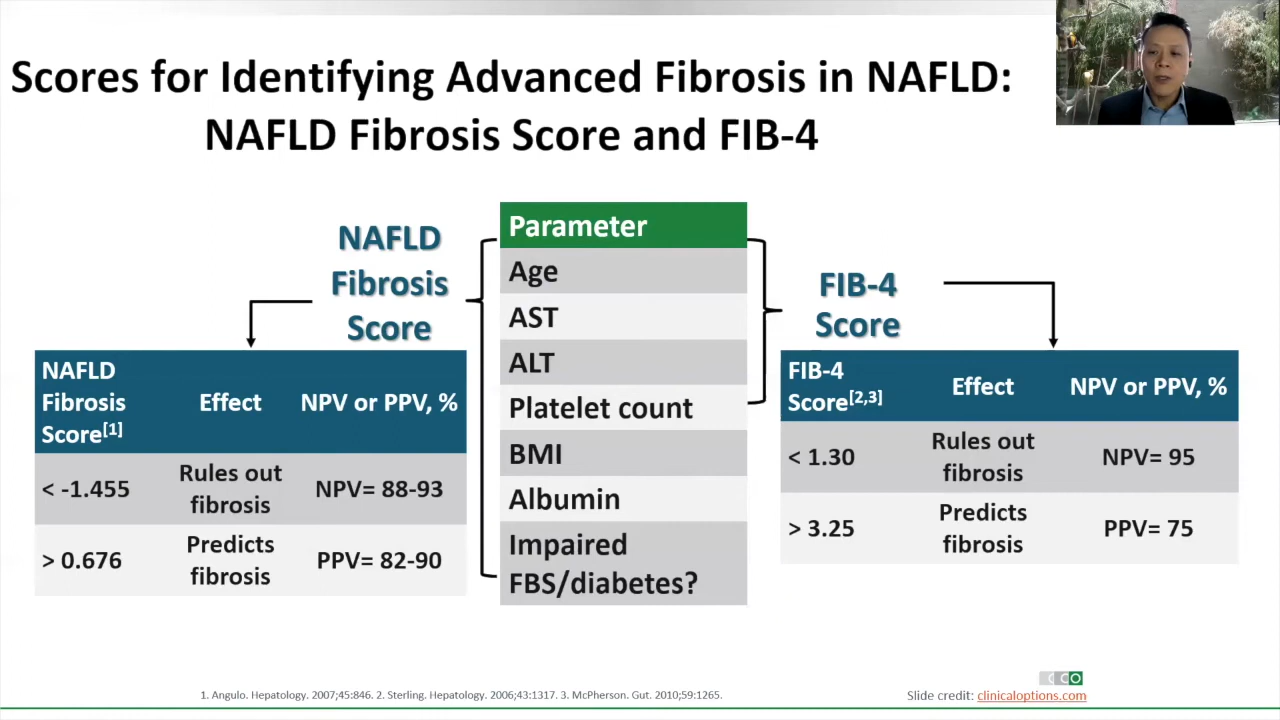 Scores for Identifying Advanced Fibrosis in NAFLD:
NAFLD Fibrosis Score and FIB-4
NAFLD
Fibrosis
Score
Parameter
Age
AST
ALT
Platelet count
BMI
Albumin
Impaired
FBS/diabetes?
FIB-4
Score
NAFLD
Fibrosis
Score[1]
Effect
NPV or PPV, %
< -1.455
Rules out
fibrosis
NPV= 88-93
> 0.676
Predicts
fibrosis
PPV= 82-90
FIB-4
Score[2,3]
Effect
NPV or PPV, %
< 1.30
Rules out
fibrosis
NPV= 95
> 3.25
Predicts
fibrosis
PPV= 75
CCO
1. Angulo. Hepatology. 2007;45:846. 2. Sterling. Hepatology. 2006;43:1317. 3. McPherson. Gut. 2010;59:1265.
Slide credit: clinicaloptions.com